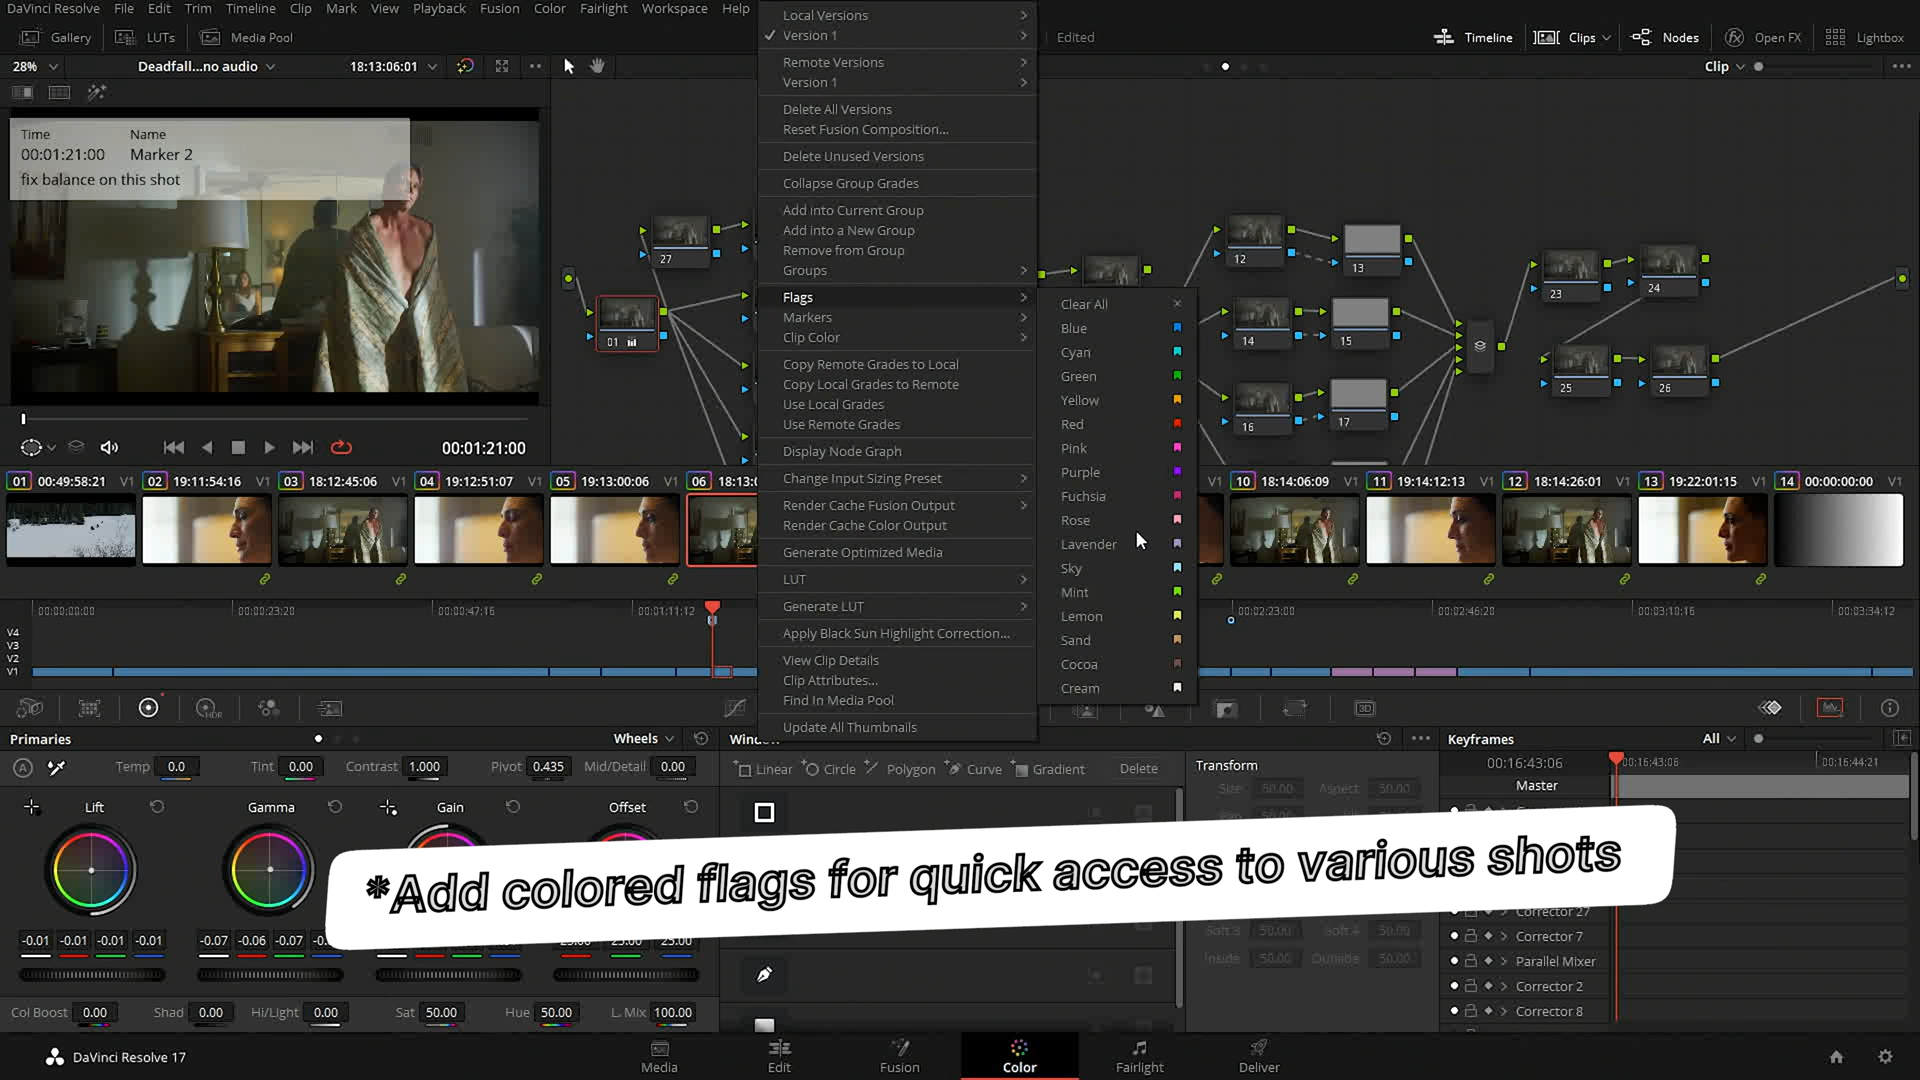 DaVinci Resolve File Edit Trim Timeline Clip Mark View Playback Fusion Color Fairlight Workspace Help
Gallery LUTs Media Pool Edited Timeline Clips Nodes Open FX Lightbox
28% Deadfall...no audio 18:13:06:01 Clip
Time Name
00:01:21:00 Marker 2
fix balance on this shot
00:01:21:00
Local Versions
Version 1
Remote Versions
Version 1
Delete All Versions
Reset Fusion Composition...
Delete Unused Versions
Collapse Group Grades
Add into Current Group
Add into a New Group
Remove from Group
Groups
Flags
Markers
Clip Color
Copy Remote Grades to Local
Copy Local Grades to Remote
Use Local Grades
Use Remote Grades
Display Node Graph
Change Input Sizing Preset
Render Cache Fusion Output
Render Cache Color Output
Generate Optimized Media
LUT
Generate LUT
Apply Black Sun Highlight Correction...
View Clip Details
Clip Attributes...
Find In Media Pool
Update All Thumbnails
Clear All
Blue
Cyan
Green
Yellow
Red
Pink
Purple
Fuchsia
Rose
Lavender
Sky
Mint
Lemon
Sand
Cocoa
Cream
27
01
12 13
14 15
16 17
23 24
25 26
01 00:49:58:21 V1 02 19:11:54:16 V1 03 18:12:45:06 V1 04 19:12:51:07 V1 05 19:13:00:06 V1 06 18:13:0
V1 10 18:14:06:09 V1 11 19:14:12:13 V1 12 18:14:26:01 V1 13 19:22:01:15 V1 14 00:00:00:00 V1
00:00:00:00 00:00:23:20 00:00:47:16 00:01:11:12 00:02:23:00 00:02:46:20 00:03:10:16 00:03:34:12
V4
V3
V2
V1
HDR 3D
Primaries Wheels
Temp 0.0 Tint 0.00 Contrast 1.000 Pivot 0.435 Mid/Detail 0.00
Lift Gamma Gain Offset
-0.01 -0.01 -0.01 -0.01 -0.07 -0.06 -0.07 25.00 25.00 25.00
Col Boost 0.00 Shad 0.00 Hi/Light 0.00 Sat 50.00 Hue 50.00 L. Mix 100.00
Window
Linear Circle Polygon Curve Gradient Delete
Transform
Size 50.00 Aspect 50.00
Soft 3 50.00 Soft 4 50.00
Inside 50.00 Outside 50.00
Keyframes All
00:16:43:06 00:16:43:06 00:16:44:21
Master
Corrector 27
Corrector 7
Parallel Mixer
Corrector 2
Corrector 8
*Add colored flags for quick access to various shots
DaVinci Resolve 17
Media Edit Fusion Color Fairlight Deliver